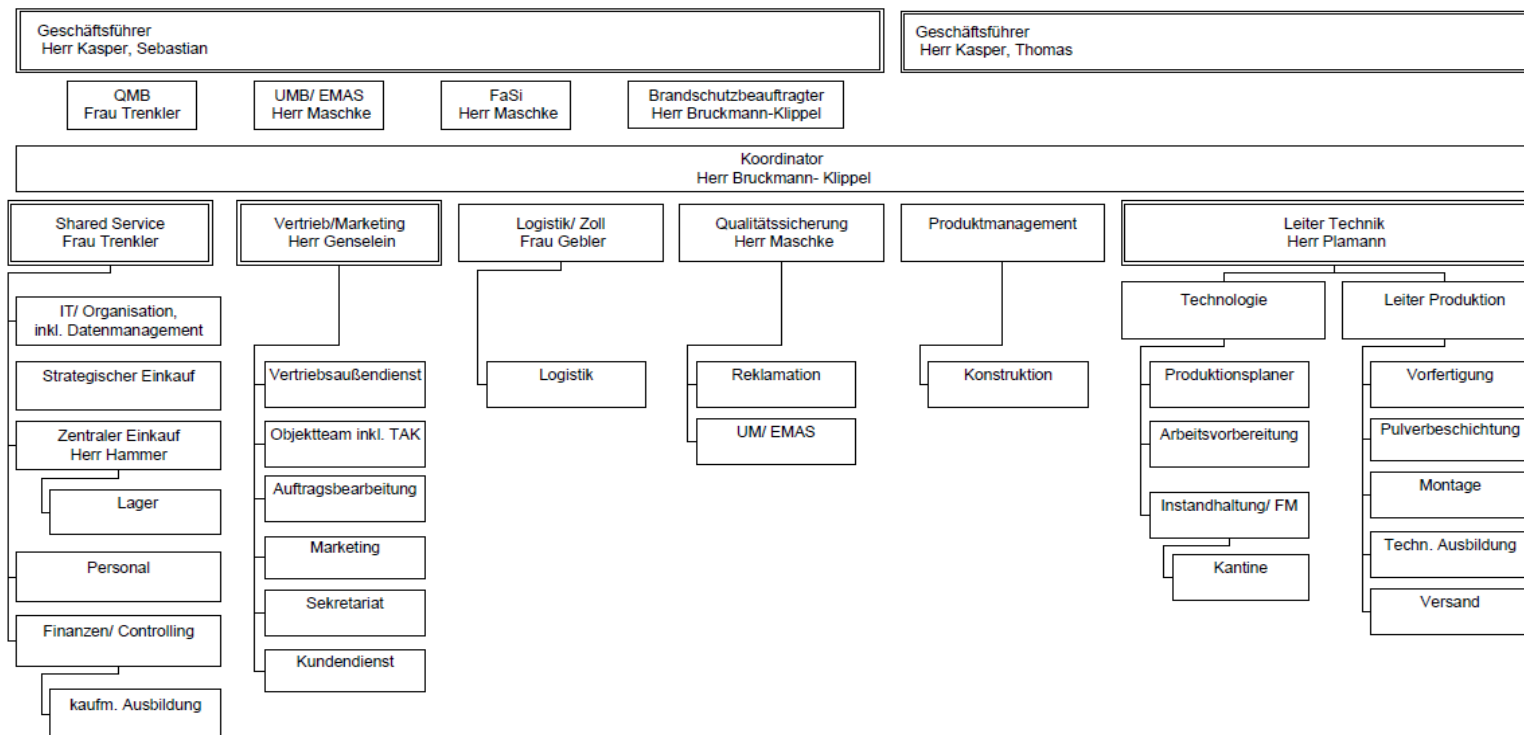 Geschäftsführer
Herr Kasper, Sebastian
Geschäftsführer
Herr Kasper, Thomas
QMB
Frau Trenkler
UMB/ EMAS
Herr Maschke
FaSi
Herr Maschke
Brandschutzbeauftragter
Herr Bruckmann-Klippel
Koordinator
Herr Bruckmann- Klippel
Shared Service
Frau Trenkler
Vertrieb/Marketing
Herr Genselein
Logistik/ Zoll
Frau Gebler
Qualitätssicherung
Herr Maschke
Produktmanagement
Leiter Technik
Herr Plamann
IT/ Organisation,
inkl. Datenmanagement
Strategischer Einkauf
Zentraler Einkauf
Herr Hammer
Lager
Personal
Finanzen/ Controlling
kaufm. Ausbildung
Vertriebsaußendienst
Objektteam inkl. TAK
Auftragsbearbeitung
Marketing
Sekretariat
Kundendienst
Logistik
Reklamation
UM/ EMAS
Konstruktion
Technologie
Produktionsplaner
Arbeitsvorbereitung
Instandhaltung/ FM
Kantine
Leiter Produktion
Vorfertigung
Pulverbeschichtung
Montage
Techn. Ausbildung
Versand